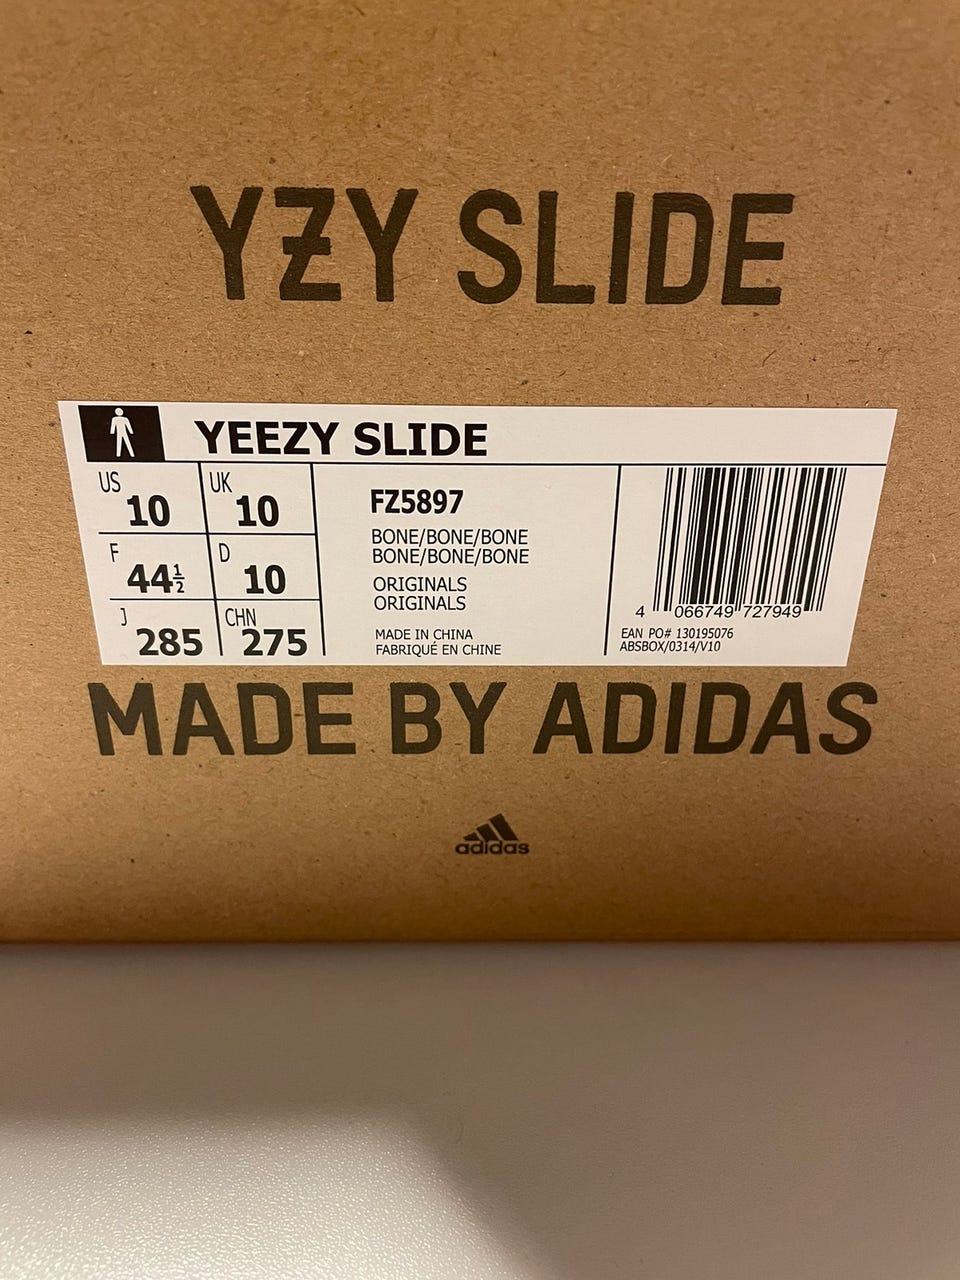 YZY SLIDE
YEEZY SLIDE
US 10 UK 10
F 44½ D 10
J 285 CHN 275
FZ5897
BONE/BONE/BONE
BONE/BONE/BONE
ORIGINALS
ORIGINALS
MADE IN CHINA
FABRIQUÉ EN CHINE
4 066749 727949
EAN PO# 130195076
ABSBOX/0314/V10
MADE BY ADIDAS
adidas